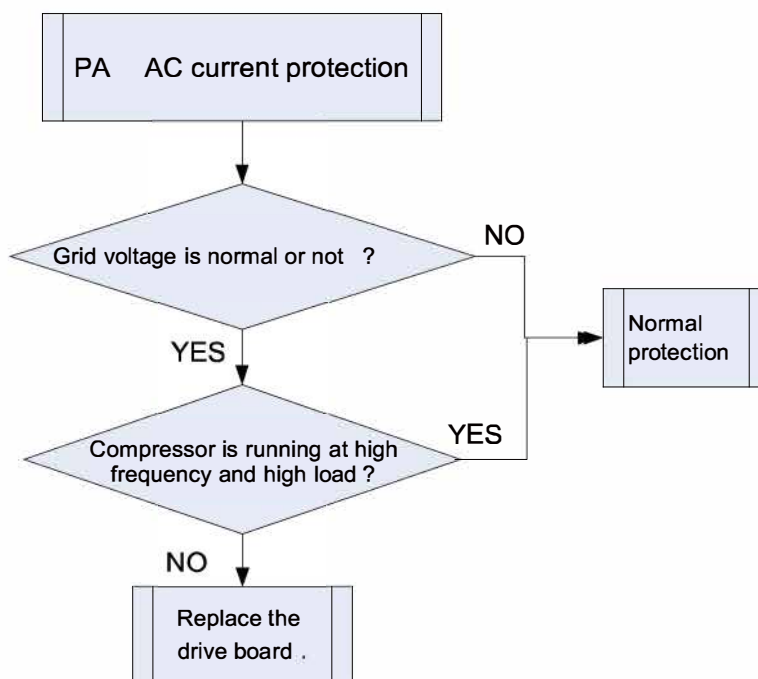 PA AC current protection
Grid voltage is normal or not ?
NO
YES
Normal
protection
Compressor is running at high
frequency and high load ?
YES
NO
Replace the
drive board .